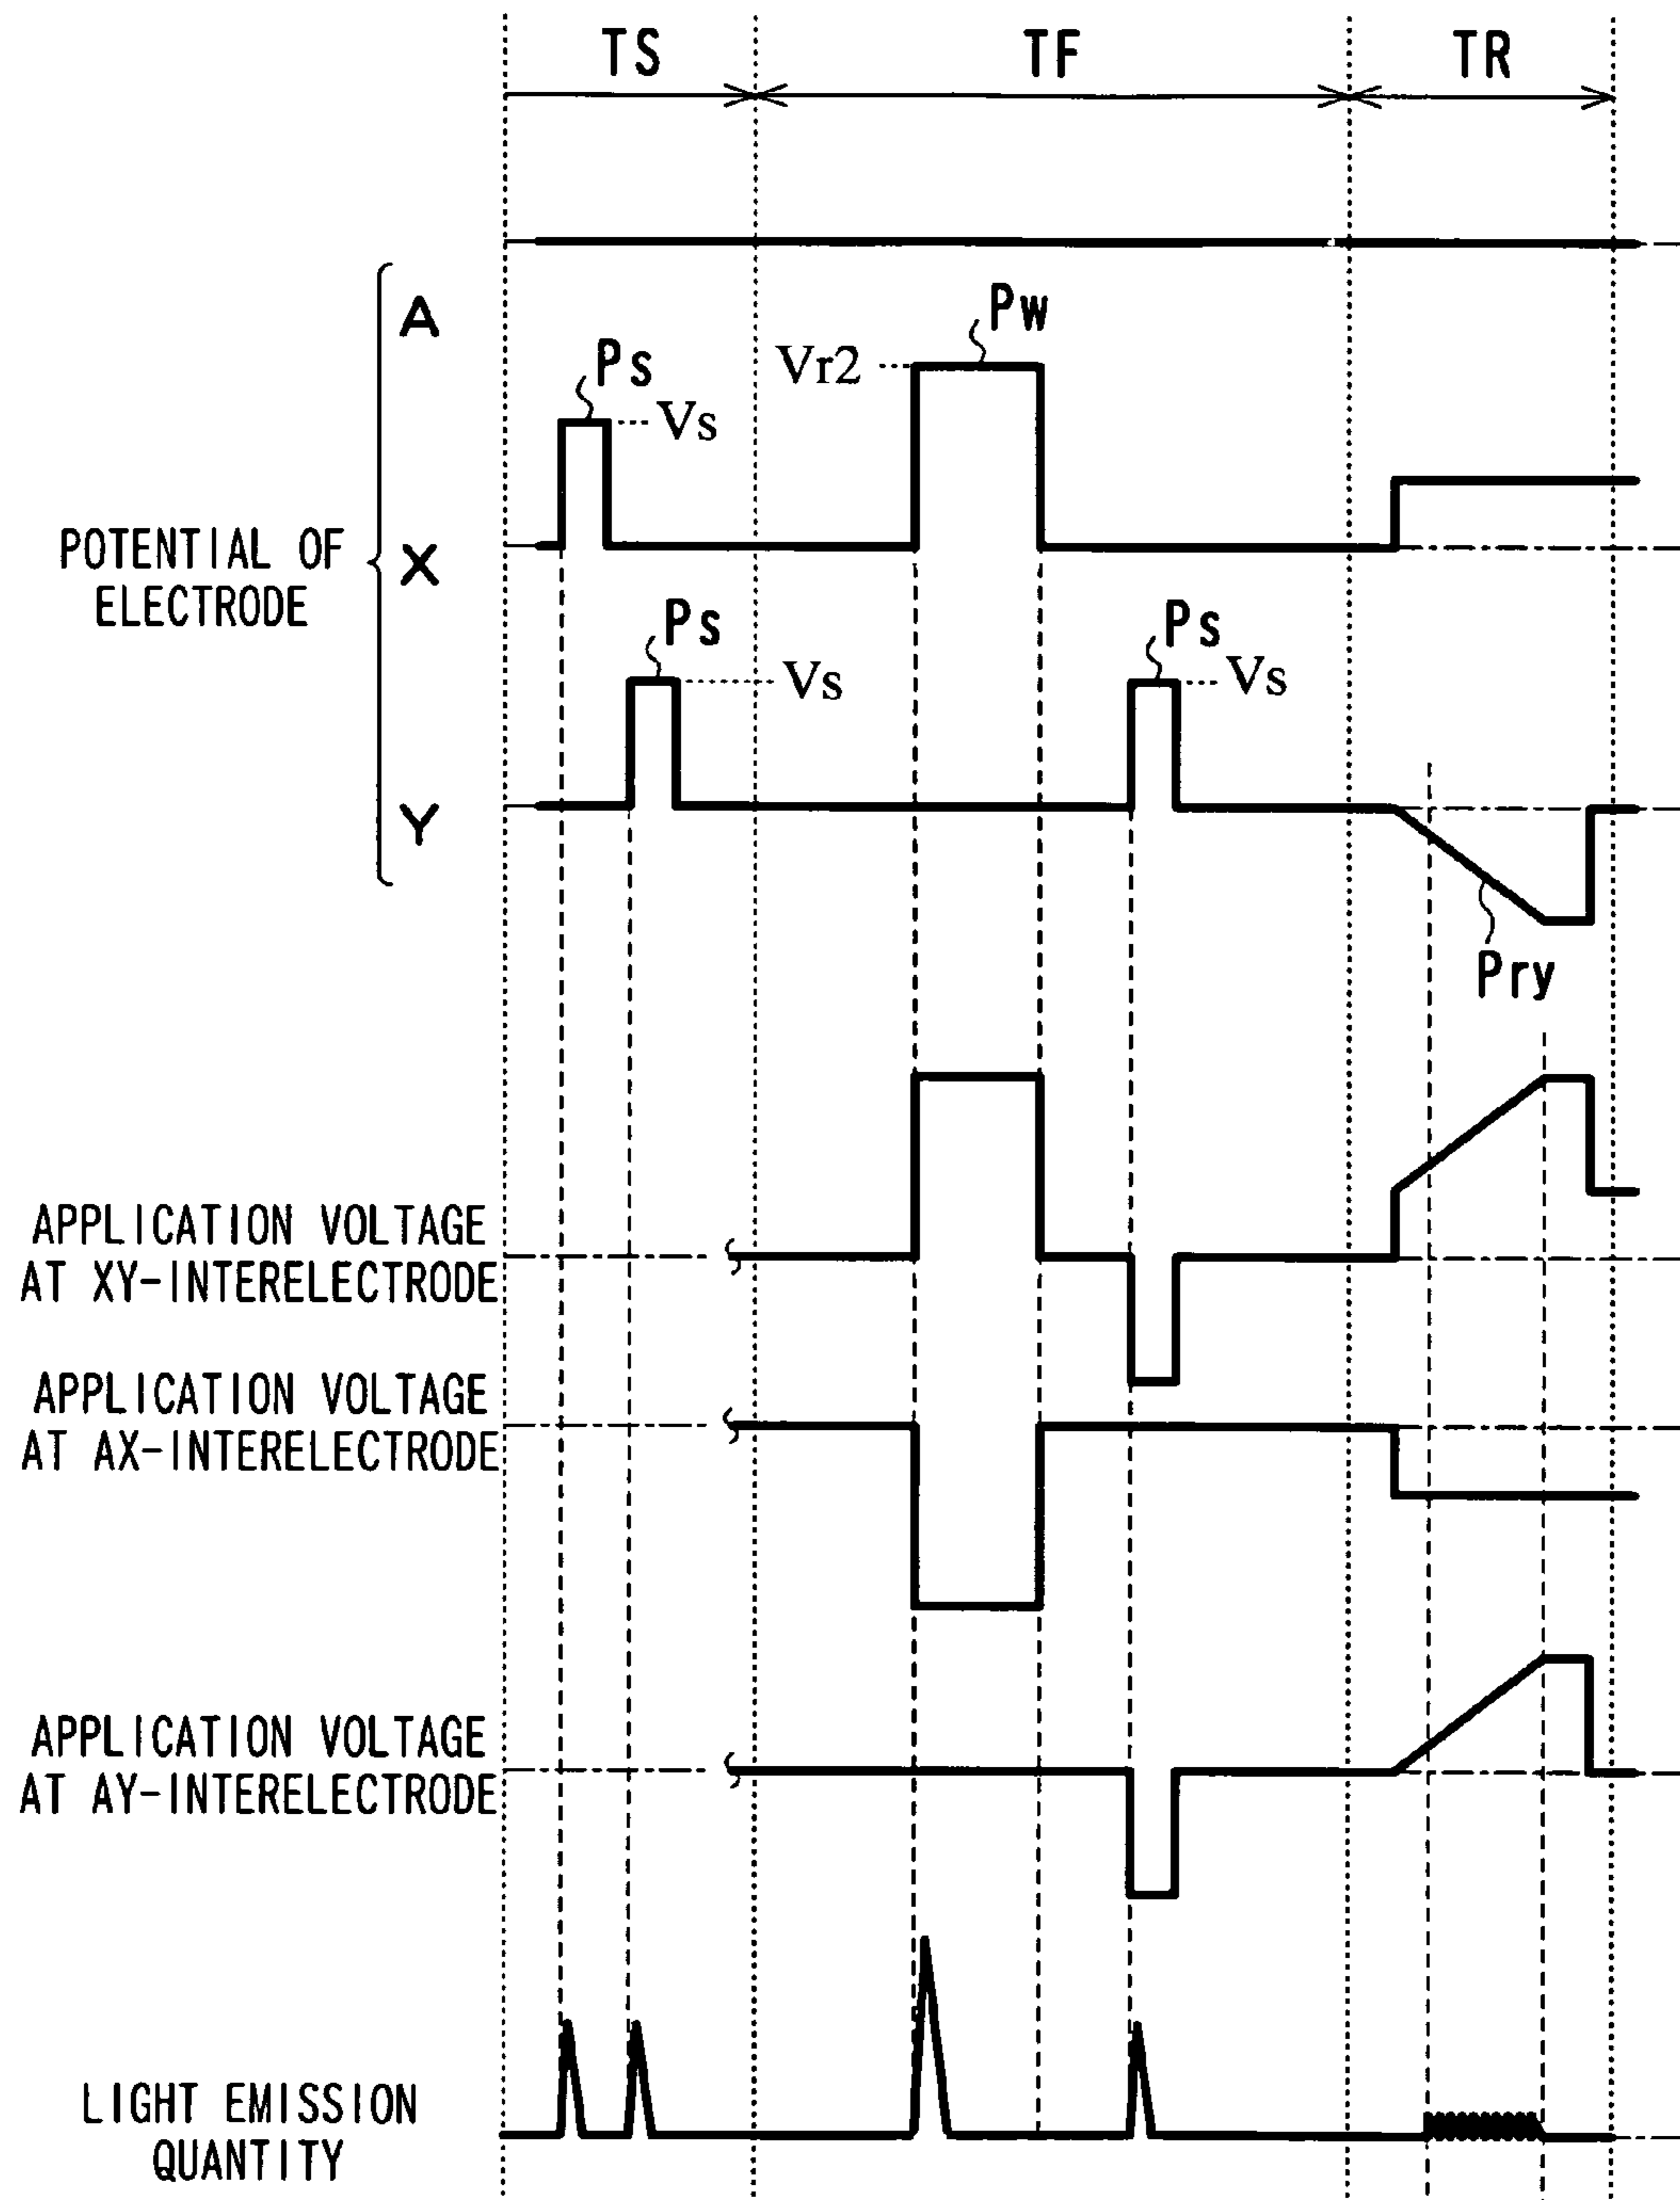 TS TF TR
A
Pw
Vr2
Ps
Vs
POTENTIAL OF
ELECTRODE
X
Ps
Vs
Ps
Vs
Y
Pry
APPLICATION VOLTAGE
AT XY-INTERELECTRODE
APPLICATION VOLTAGE
AT AX-INTERELECTRODE
APPLICATION VOLTAGE
AT AY-INTERELECTRODE
LIGHT EMISSION
QUANTITY